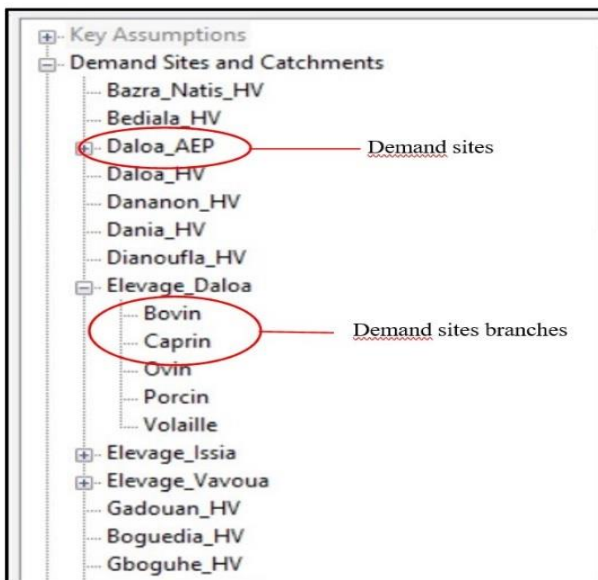 Key Assumptions
Demand Sites and Catchments
Bazra_Natis_HV
Bediala_HV
Daloa_AEP Demand sites
Daloa_HV
Dananon_HV
Dania_HV
Dianoufla_HV
Elevage_Daloa
Bovin
Demand sites branches
Caprin
Ovin
Porcin
Volaille
Elevage_Issia
Elevage_Vavoua
Gadouan_HV
Boguedia_HV
Gboguhe_HV